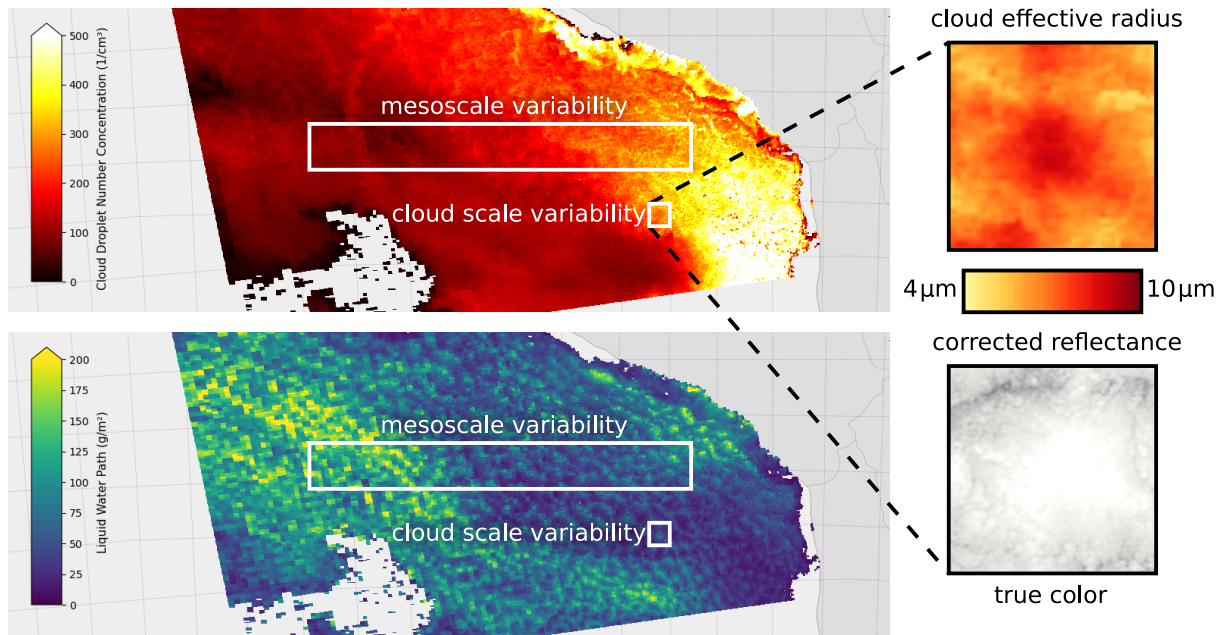 500
400
300
200
100
0
Cloud Droplet Number Concentration (1/cm³)
mesoscale variability
cloud scale variability
cloud effective radius
4 μm
10 μm
200
175
150
125
100
75
50
25
0
Liquid Water Path (g/m²)
mesoscale variability
cloud scale variability
corrected reflectance
true color